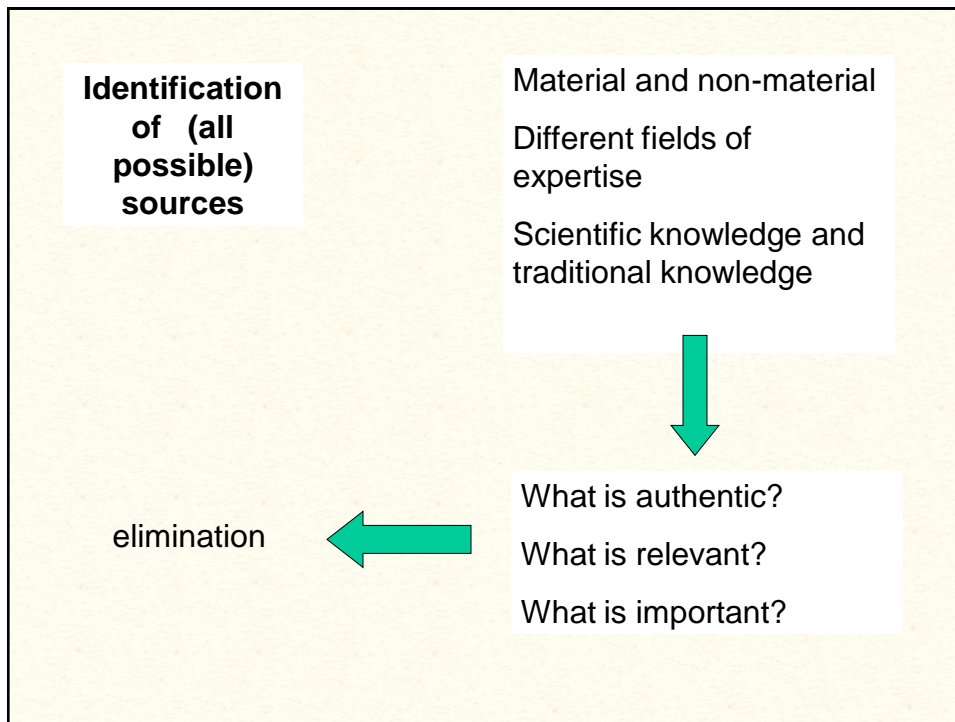 Identification
of (all
possible)
sources
Material and non-material
Different fields of
expertise
Scientific knowledge and
traditional knowledge
What is authentic?
What is relevant?
What is important?
elimination